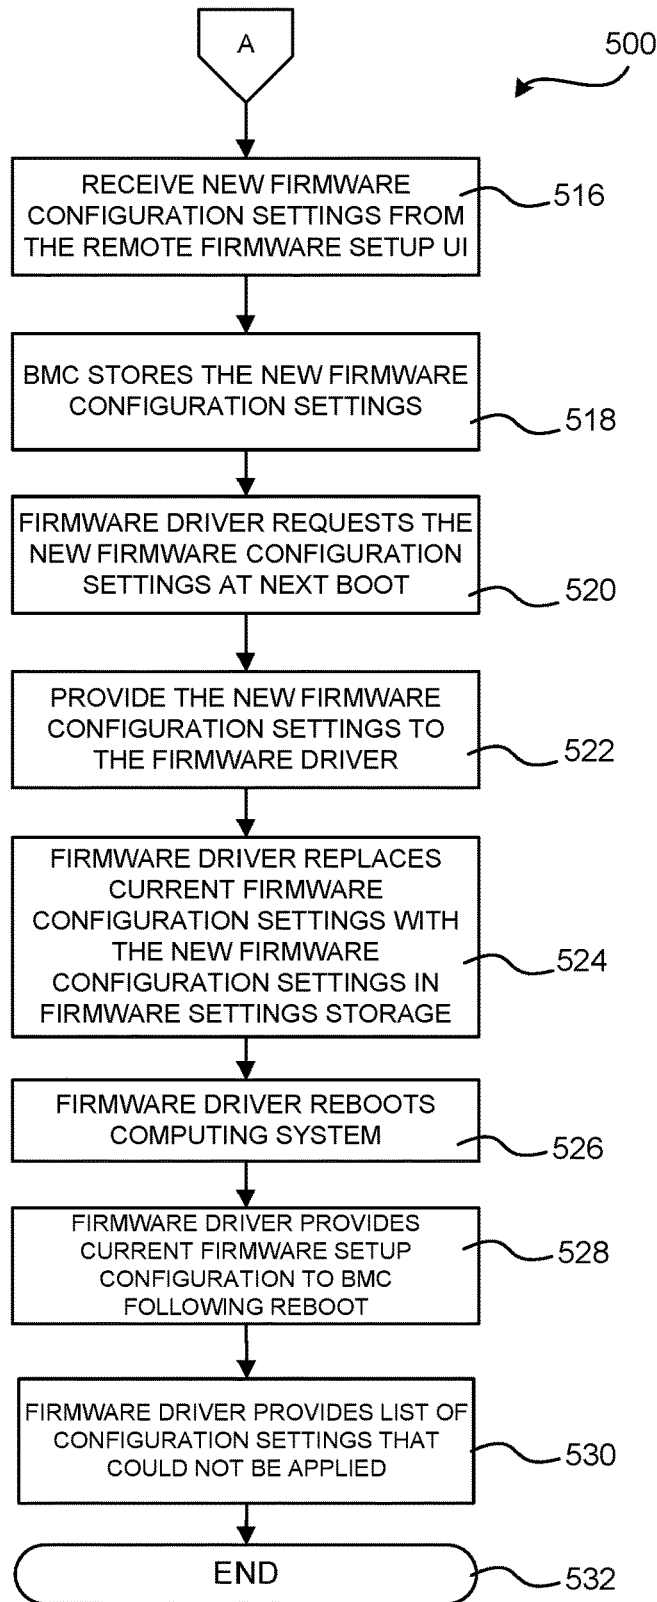 A
500
RECEIVE NEW FIRMWARE
CONFIGURATION SETTINGS FROM
THE REMOTE FIRMWARE SETUP UI
516
BMC STORES THE NEW FIRMWARE
CONFIGURATION SETTINGS
518
FIRMWARE DRIVER REQUESTS THE
NEW FIRMWARE CONFIGURATION
SETTINGS AT NEXT BOOT
520
PROVIDE THE NEW FIRMWARE
CONFIGURATION SETTINGS TO
THE FIRMWARE DRIVER
522
FIRMWARE DRIVER REPLACES
CURRENT FIRMWARE
CONFIGURATION SETTINGS WITH
THE NEW FIRMWARE
CONFIGURATION SETTINGS IN
FIRMWARE SETTINGS STORAGE
524
FIRMWARE DRIVER REBOOTS
COMPUTING SYSTEM
526
FIRMWARE DRIVER PROVIDES
CURRENT FIRMWARE SETUP
CONFIGURATION TO BMC
FOLLOWING REBOOT
528
FIRMWARE DRIVER PROVIDES LIST OF
CONFIGURATION SETTINGS THAT
COULD NOT BE APPLIED
530
END
532